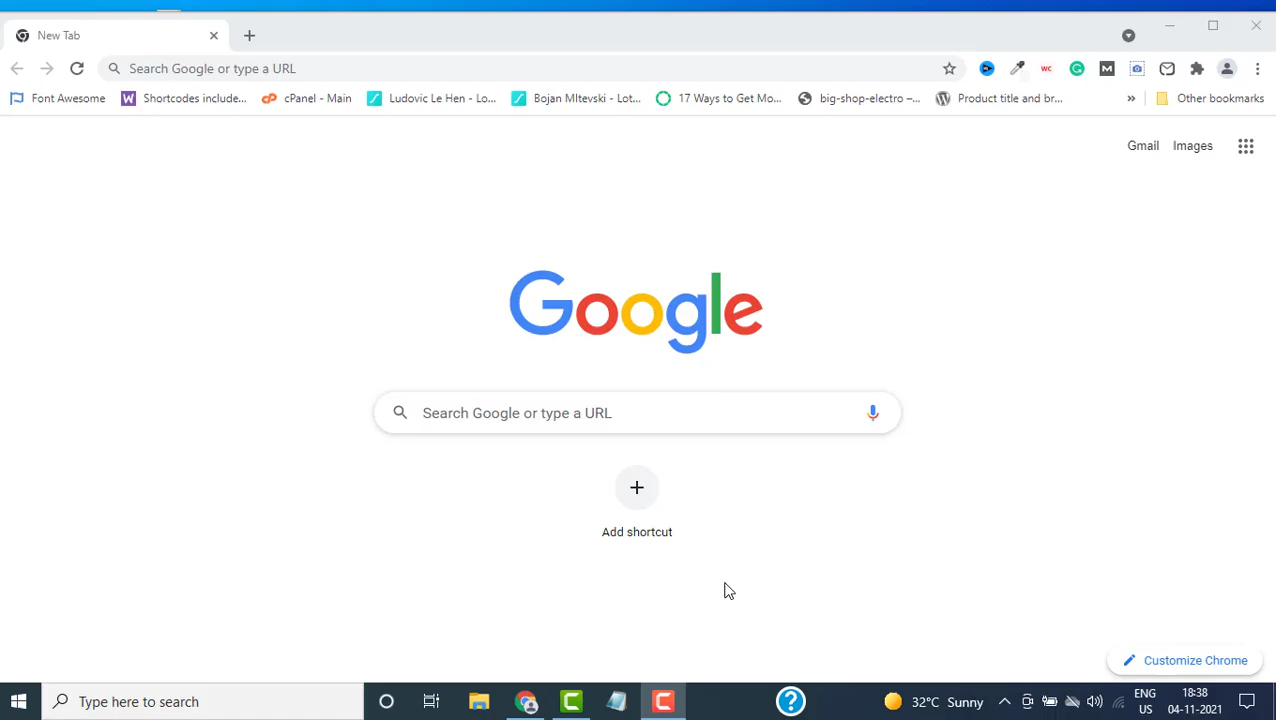 New Tab
Search Google or type a URL
WC
M
Font Awesome
W Shortcodes include...
cP cPanel - Main
Ludovic Le Hen - Lo...
Bojan MItevski - Lot...
17 Ways to Get Mo...
big-shop-electro –...
Product title and br...
»
Other bookmarks
Gmail
Images
Google
Search Google or type a URL
Add shortcut
Customize Chrome
Type here to search
32°C Sunny
ENG
US
18:38
04-11-2021